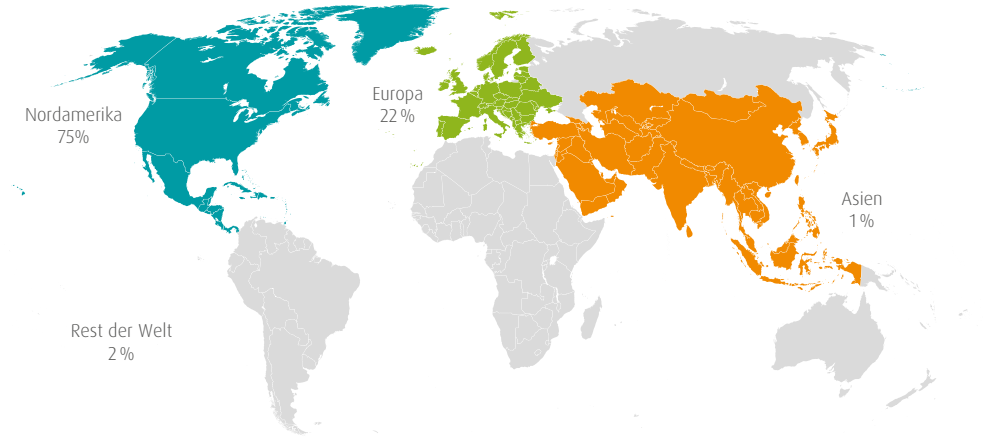 Nordamerika
75%
Europa
22 %
Asien
1 %
Rest der Welt
2 %